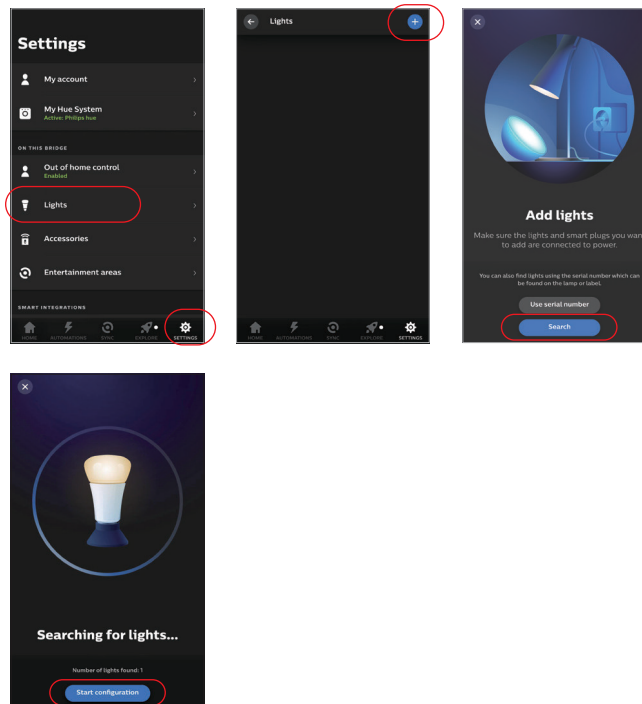 Settings
My account
My Hue System
Active: Philips hue
ON THIS BRIDGE
Out of home control
Enabled
Lights
Accessories
Entertainment areas
SMART INTEGRATIONS
HOME
AUTOMATIONS
SYNC
EXPLORE
SETTINGS
Lights
HOME
AUTOMATIONS
SYNC
EXPLORE
SETTINGS
Add lights
Make sure the lights and smart plugs you want
to add are connected to power.
You can also find lights using the serial number which can
be found on the lamp or label.
Use serial number
Search
Searching for lights...
Number of lights found: 1
Start configuration